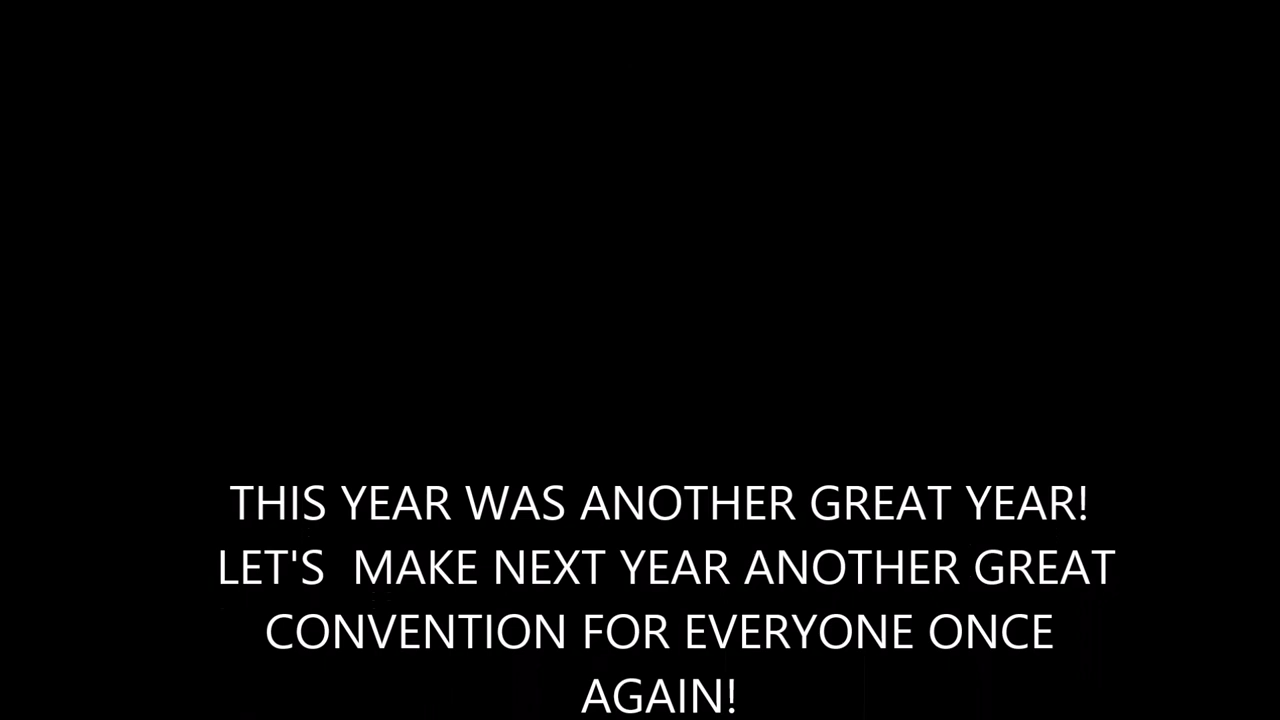 THIS YEAR WAS ANOTHER GREAT YEAR!
LET'S  MAKE NEXT YEAR ANOTHER GREAT
CONVENTION FOR EVERYONE ONCE
AGAIN!